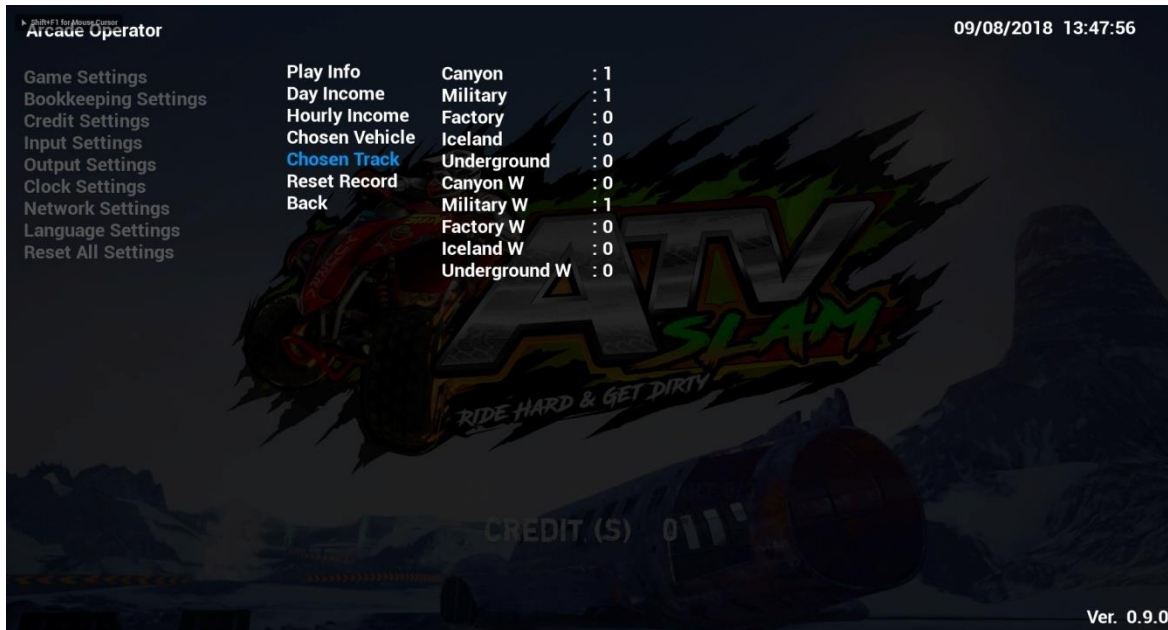 Shift+F1 for Mouse Cursor
Arcade Operator
09/08/2018 13:47:56
Game Settings
Bookkeeping Settings
Credit Settings
Input Settings
Output Settings
Clock Settings
Network Settings
Language Settings
Reset All Settings
Play Info
Day Income
Hourly Income
Chosen Vehicle
Chosen Track
Reset Record
Back
Canyon : 1
Military : 1
Factory : 0
Iceland : 0
Underground : 0
Canyon W : 0
Military W : 1
Factory W : 0
Iceland W : 0
Underground W : 0
ATV
SLAM
RIDE HARD & GET DIRTY
CREDIT (S) 0
Ver. 0.9.0